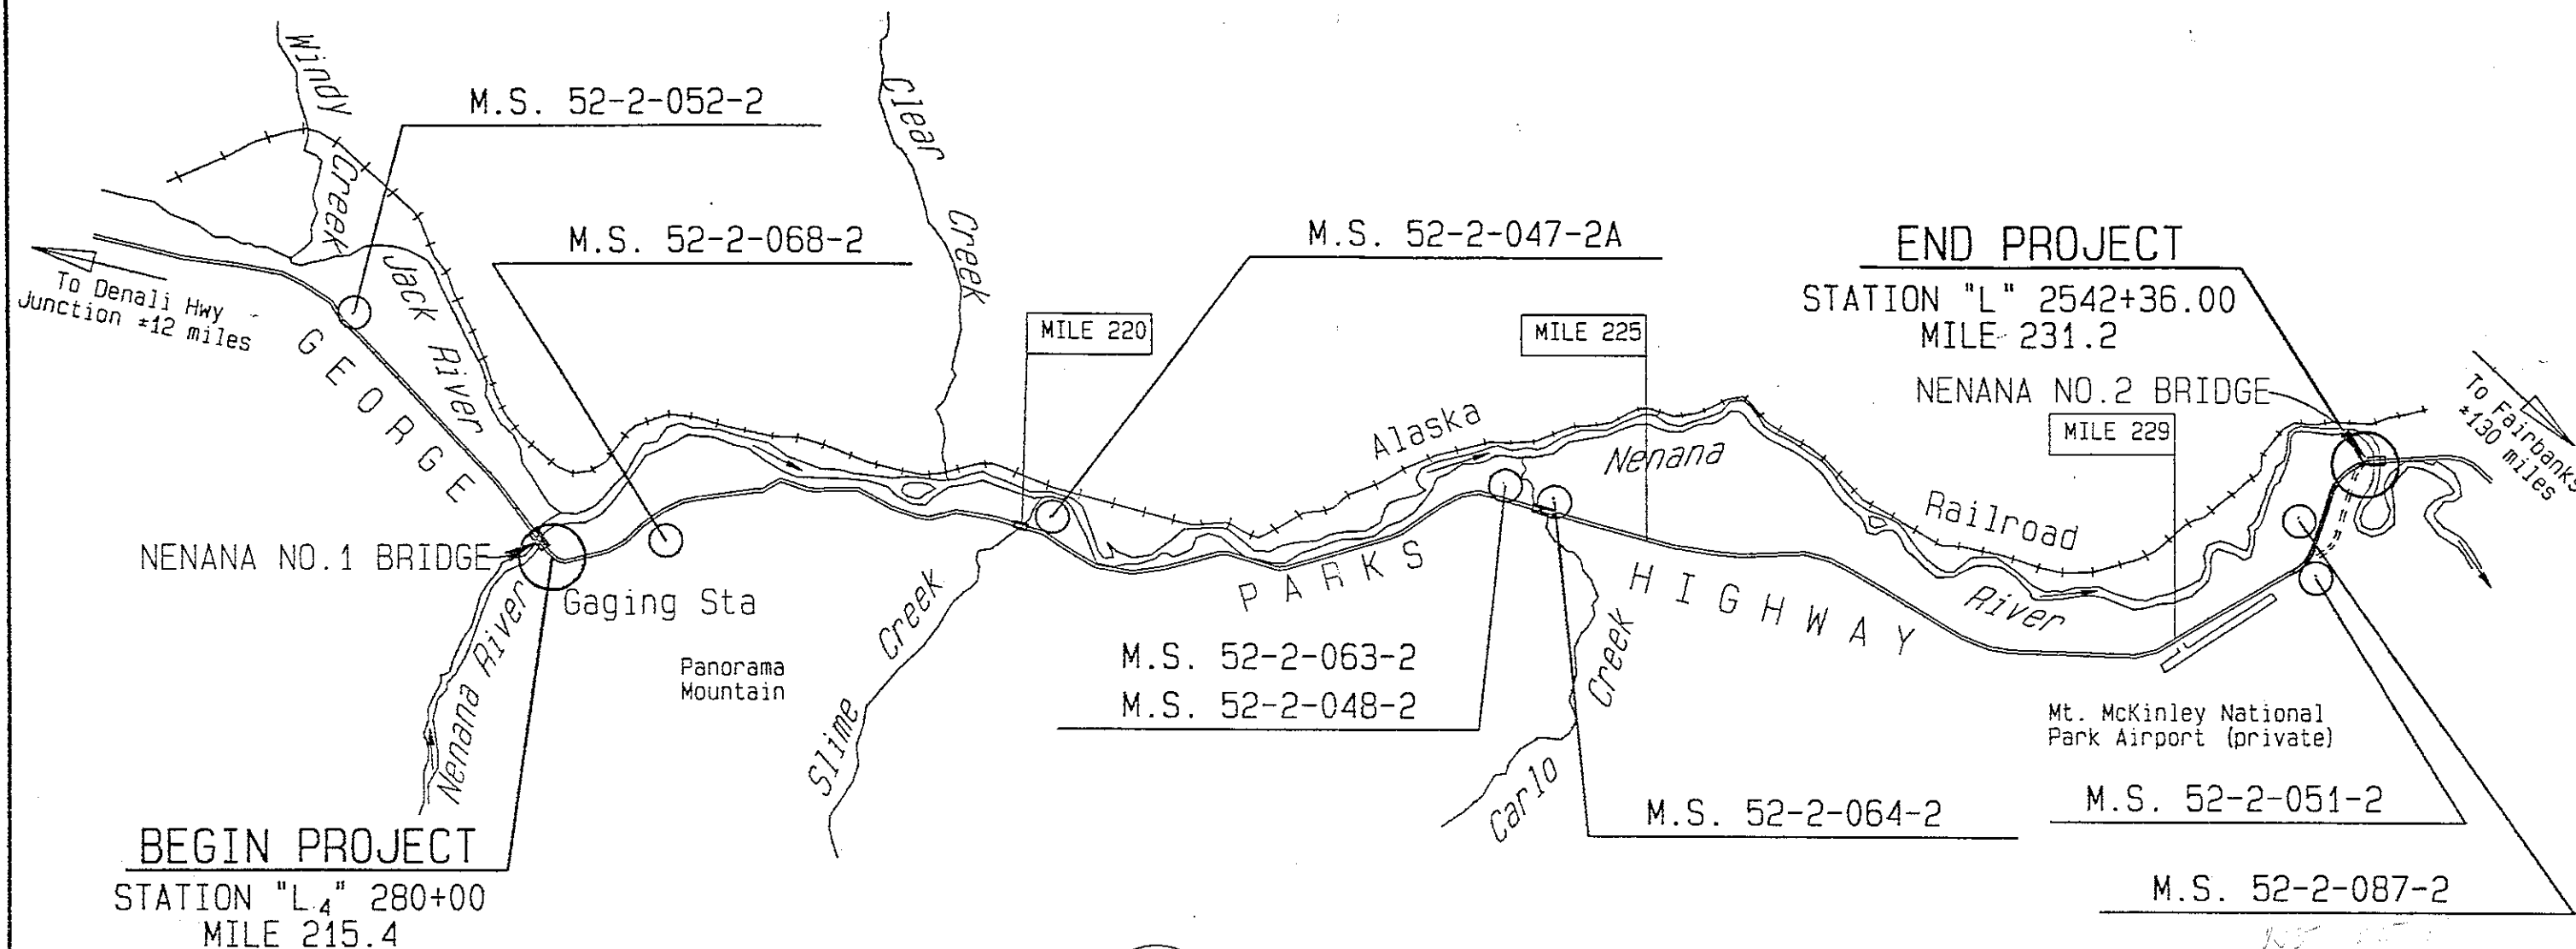 Windy
Creek
M.S. 52-2-052-2
Clear
Creek
M.S. 52-2-068-2
M.S. 52-2-047-2A
END PROJECT
STATION "L" 2542+36.00
MILE 231.2
To Denali Hwy
Junction ±12 miles
Jack River
GEORGE
MILE 220
MILE 225
NENANA NO.2 BRIDGE
MILE 229
To Fairbanks
±130 miles
Alaska
Nenana
Railroad
River
NENANA NO.1 BRIDGE
Gaging Sta
Nenana River
PARKS
HIGHWAY
Panorama
Mountain
Slime
Creek
M.S. 52-2-063-2
M.S. 52-2-048-2
Carlo
Creek
M.S. 52-2-064-2
Mt. McKinley National
Park Airport (private)
M.S. 52-2-051-2
M.S. 52-2-087-2
BEGIN PROJECT
STATION "L4" 280+00
MILE 215.4